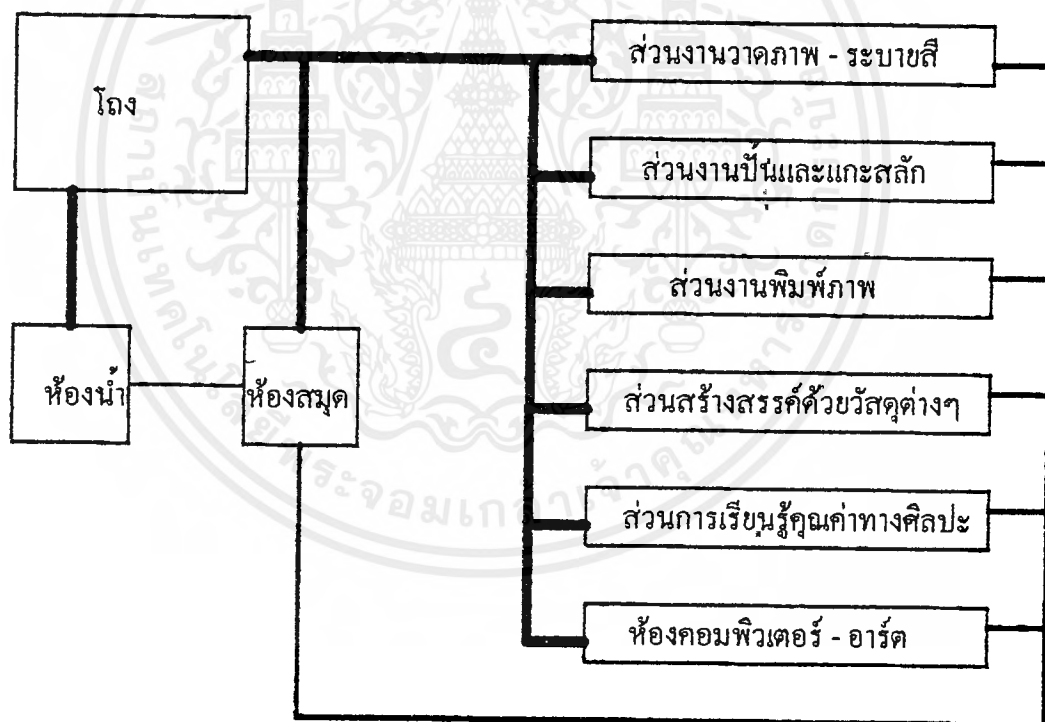 โถง
ส่วนงานวาดภาพ - ระบายสี
ส่วนงานปั้นและแกะสลัก
ส่วนงานพิมพ์ภาพ
ห้องน้ำ
ห้องสมุด
ส่วนสร้างสรรค์ด้วยวัสดุต่างๆ
ส่วนการเรียนรู้คุณค่าทางศิลปะ
ห้องคอมพิวเตอร์ - อาร์ต